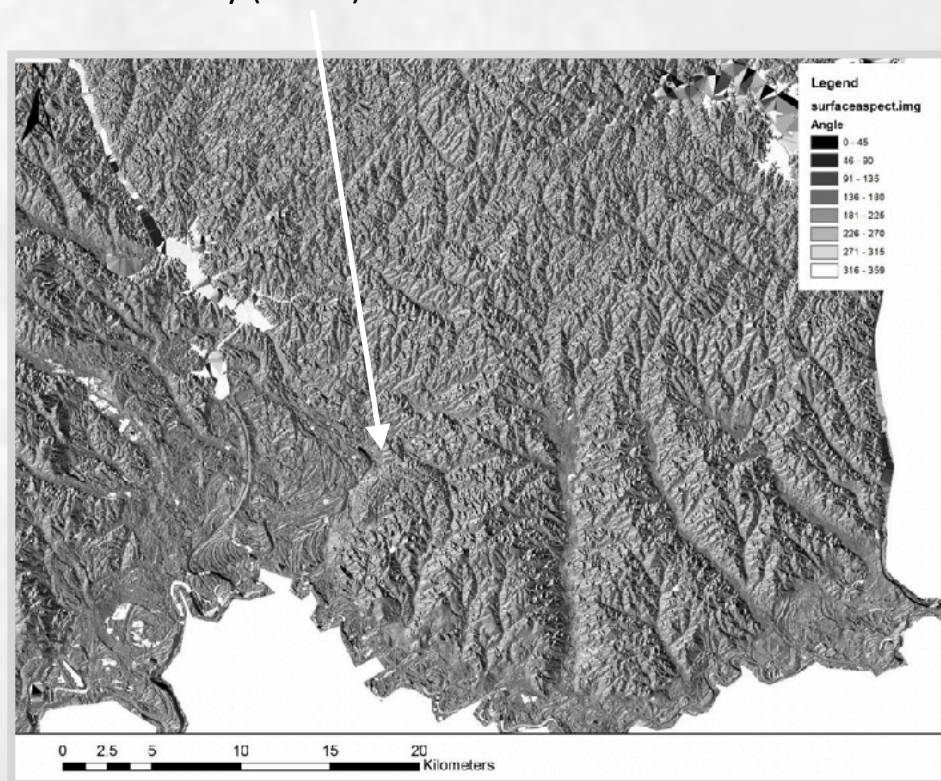 Legend
surfaceaspect.img
Angle
0 - 45
46 - 90
91 - 135
136 - 180
181 - 225
226 - 270
271 - 315
316 - 359
0 2.5 5 10 15 20
Kilometers